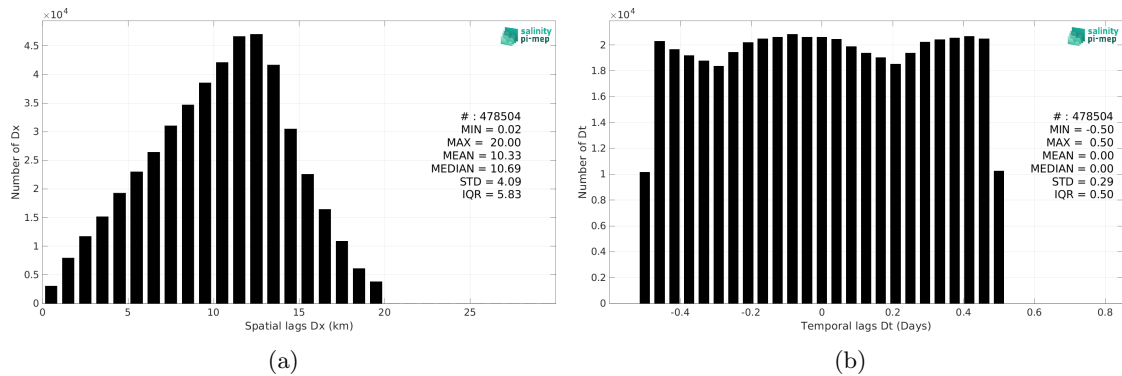 ×10⁴
salinity
pi-mep
4.5
4
3.5
3
2.5
2
1.5
1
0.5
0
Number of Dx
# : 478504
MIN = 0.02
MAX = 20.00
MEAN = 10.33
MEDIAN = 10.69
STD = 4.09
IQR = 5.83
0 5 10 15 20 25
Spatial lags Dx (km)
(a)
×10⁴
salinity
pi-mep
2
1.8
1.6
1.4
1.2
1
0.8
0.6
0.4
0.2
0
Number of Dt
# : 478504
MIN = -0.50
MAX = 0.50
MEAN = 0.00
MEDIAN = 0.00
STD = 0.29
IQR = 0.50
-0.4 -0.2 0 0.2 0.4 0.6 0.8
Temporal lags Dt (Days)
(b)